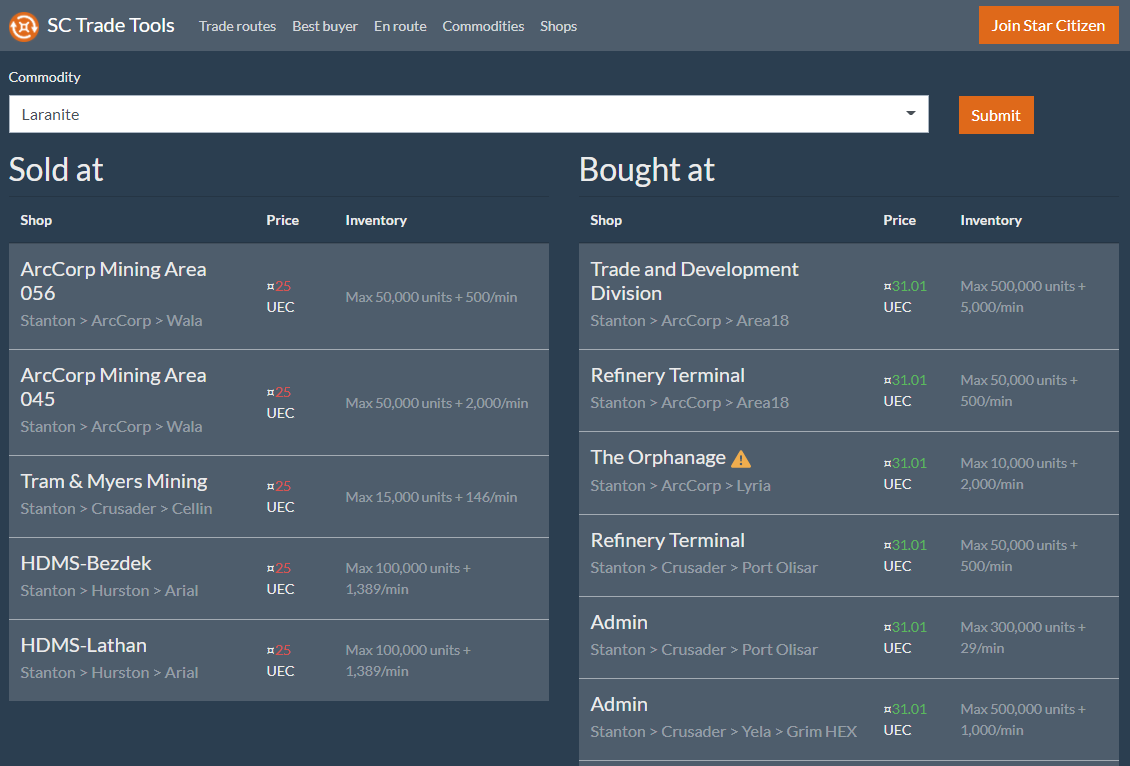 SC Trade Tools
Trade routes
Best buyer
En route
Commodities
Shops
Join Star Citizen
Commodity
Laranite
Submit
Sold at
Shop
Price
Inventory
ArcCorp Mining Area
056
Stanton > ArcCorp > Wala
¤25
UEC
Max 50,000 units + 500/min
ArcCorp Mining Area
045
Stanton > ArcCorp > Wala
¤25
UEC
Max 50,000 units + 2,000/min
Tram & Myers Mining
Stanton > Crusader > Cellin
¤25
UEC
Max 15,000 units + 146/min
HDMS-Bezdek
Stanton > Hurston > Arial
¤25
UEC
Max 100,000 units +
1,389/min
HDMS-Lathan
Stanton > Hurston > Arial
¤25
UEC
Max 100,000 units +
1,389/min
Bought at
Shop
Price
Inventory
Trade and Development
Division
Stanton > ArcCorp > Area18
¤31.01
UEC
Max 500,000 units +
5,000/min
Refinery Terminal
Stanton > ArcCorp > Area18
¤31.01
UEC
Max 50,000 units +
500/min
The Orphanage
Stanton > ArcCorp > Lyria
¤31.01
UEC
Max 10,000 units +
2,000/min
Refinery Terminal
Stanton > Crusader > Port Olisar
¤31.01
UEC
Max 50,000 units +
500/min
Admin
Stanton > Crusader > Port Olisar
¤31.01
UEC
Max 300,000 units +
29/min
Admin
Stanton > Crusader > Yela > Grim HEX
¤31.01
UEC
Max 500,000 units +
1,000/min